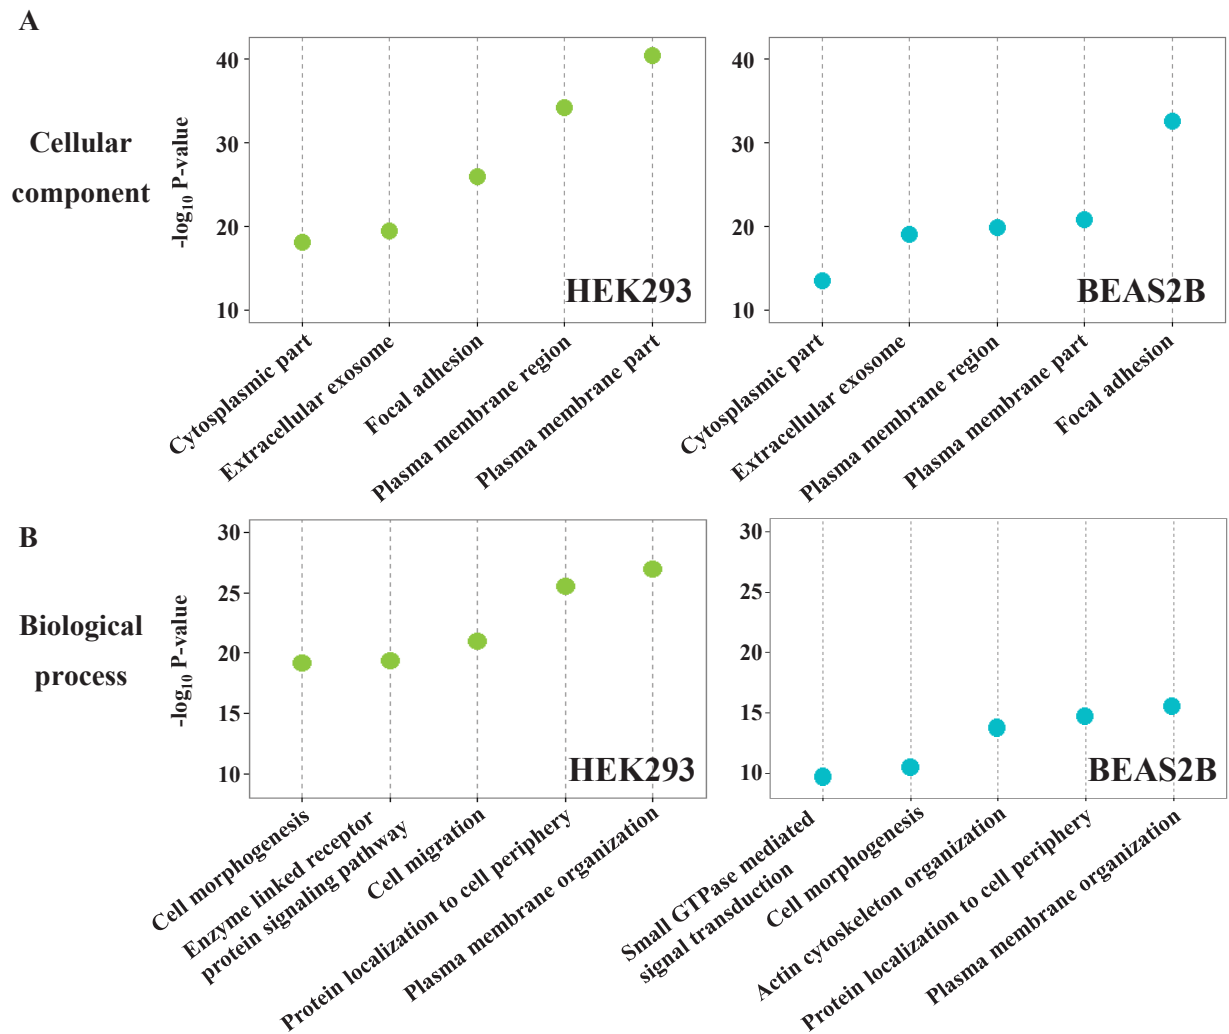 A
Cellular
component
-log10 P-value
40
30
20
10
HEK293
Cytosplasmic part
Extracellular exosome
Focal adhesion
Plasma membrane region
Plasma membrane part
40
30
20
10
BEAS2B
Cytosplasmic part
Extracellular exosome
Plasma membrane region
Plasma membrane part
Focal adhesion
B
Biological
process
-log10 P-value
30
25
20
15
10
HEK293
Cell morphogenesis
Enzyme linked receptor
protein signaling pathway
Cell migration
Protein localization to cell periphery
Plasma membrane organization
30
25
20
15
10
BEAS2B
Small GTPase mediated
signal transduction
Cell morphogenesis
Actin cytoskeleton organization
Protein localization to cell periphery
Plasma membrane organization